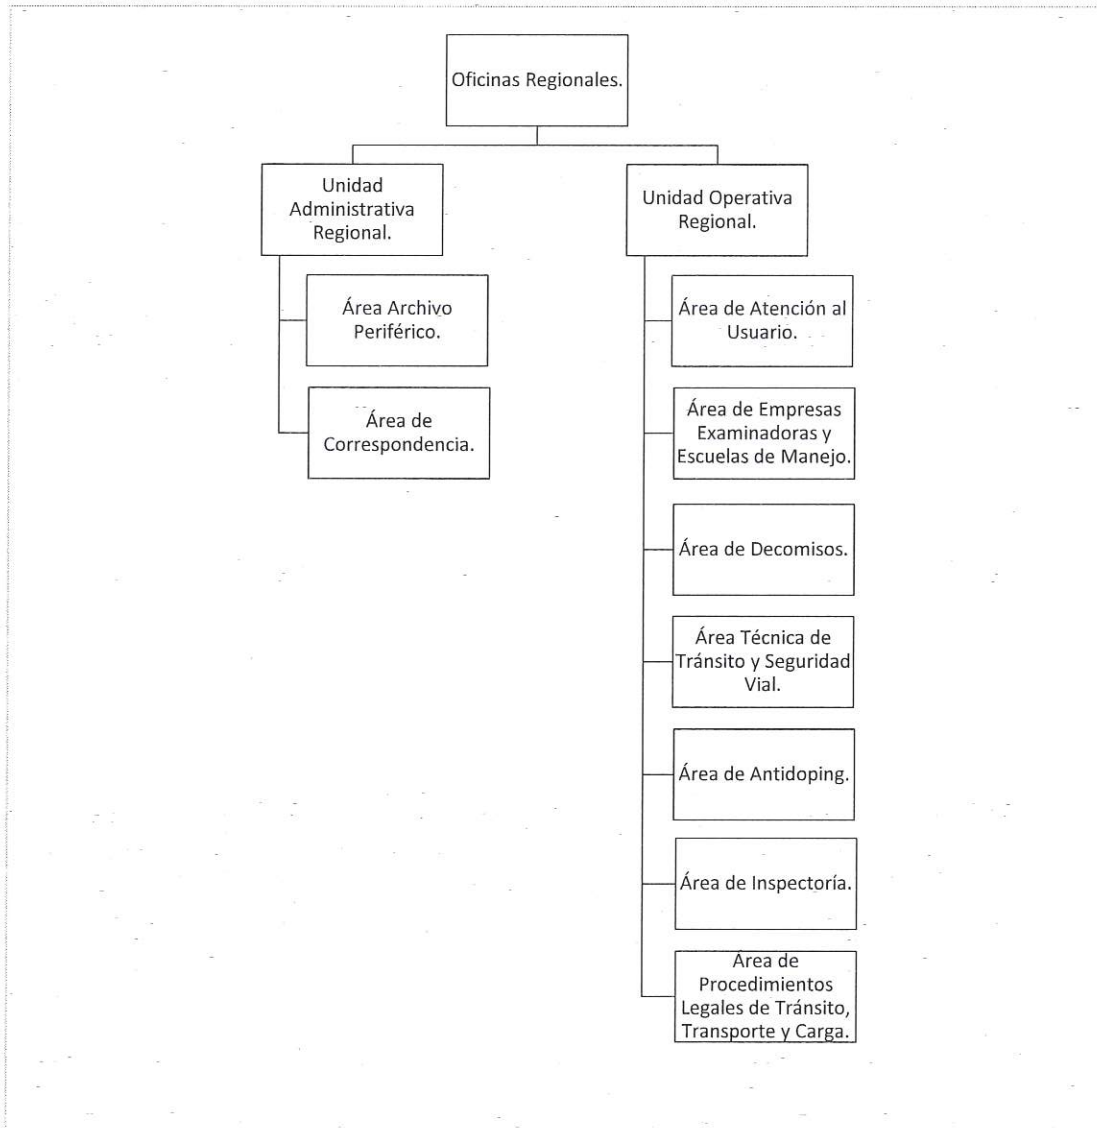 Oficinas Regionales.
Unidad
Administrativa
Regional.
Área Archivo
Periférico.
Área de
Correspondencia.
Unidad Operativa
Regional.
Área de Atención al
Usuario.
Área de Empresas
Examinadoras y
Escuelas de Manejo.
Área de Decomisos.
Área Técnica de
Tránsito y Seguridad
Vial.
Área de Antidoping.
Área de Inspectoría.
Área de
Procedimientos
Legales de Tránsito,
Transporte y Carga.